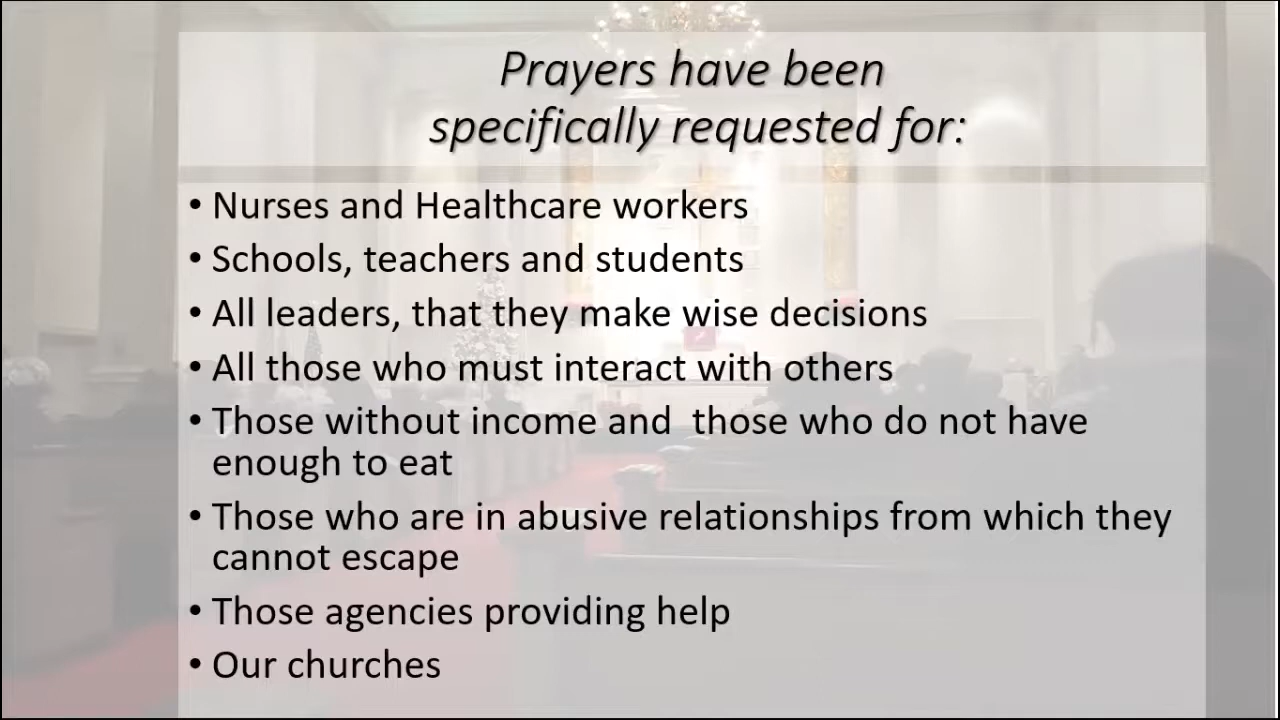 Prayers have been
specifically requested for:
• Nurses and Healthcare workers
• Schools, teachers and students
• All leaders, that they make wise decisions
• All those who must interact with others
• Those without income and  those who do not have
enough to eat
• Those who are in abusive relationships from which they
cannot escape
• Those agencies providing help
• Our churches